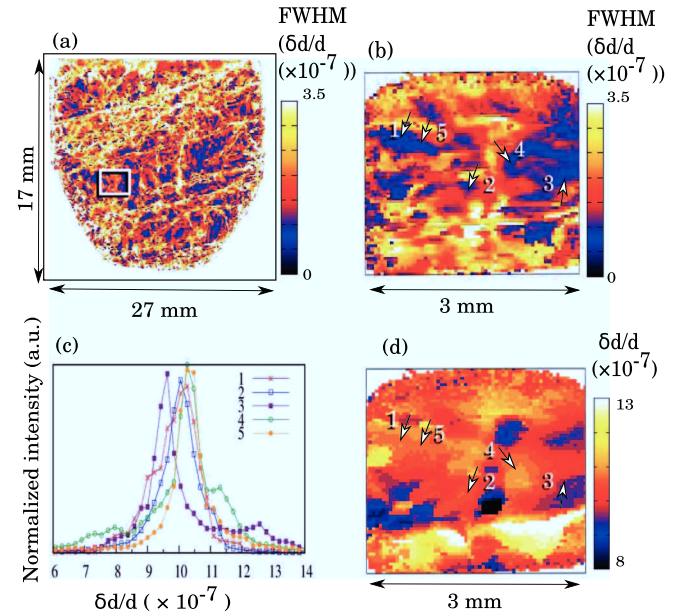 FWHM
(δd/d
(×10⁻⁷ ))
(a)
3.5
0
17 mm
27 mm
FWHM
(δd/d
(×10⁻⁷ ))
(b)
3.5
0
1 5
4
2
3
3 mm
(c)
Normalized intensity (a.u.)
1
2
3
4
5
6 7 8 9 10 11 12 13 14
δd/d ( × 10⁻⁷)
(d)
δd/d
(×10⁻⁷)
13
8
1 5
4
2
3
3 mm